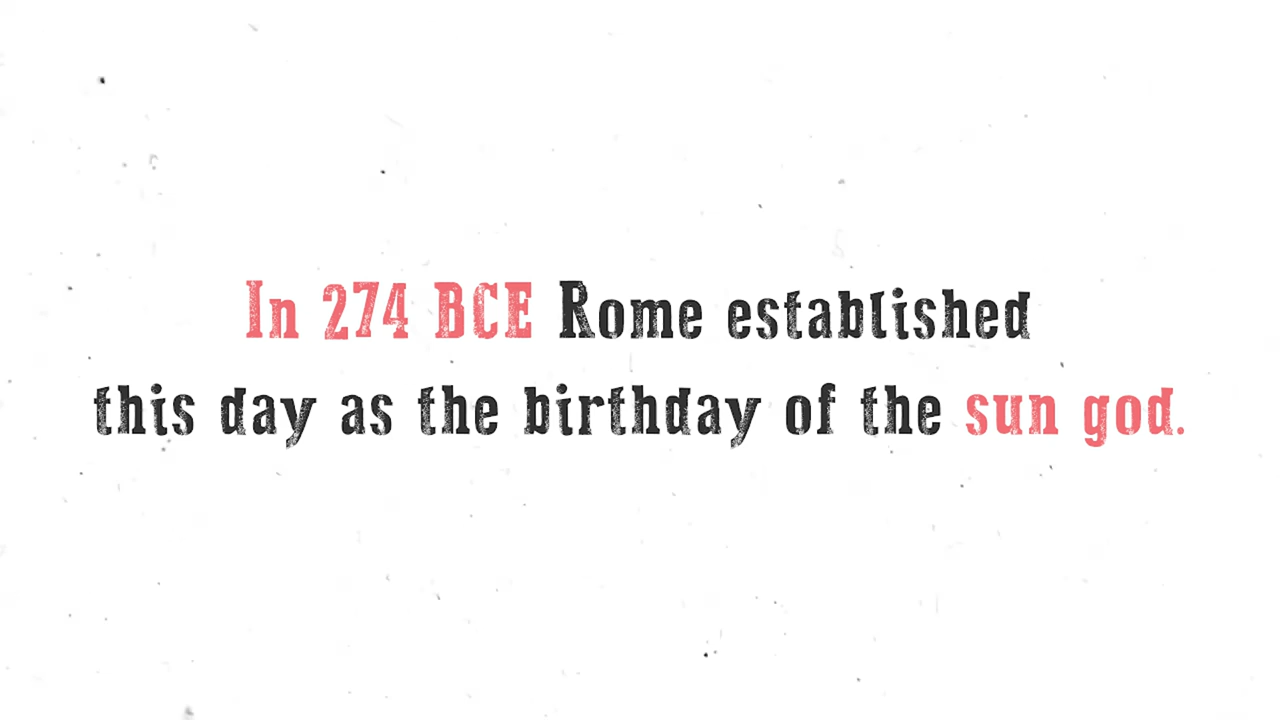 In 274 BCE Rome established
this day as the birthday of the sun god.